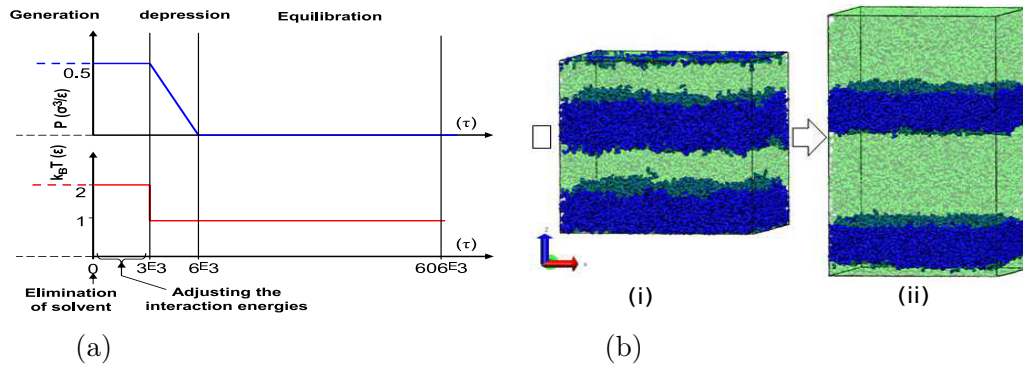 Generation depression Equilibration
0.5
P (σ³/ε)
(τ)
k_BT (ε)
2
1
(τ)
0 3E3 6E3 606E3
Elimination
of solvent
Adjusting the
interaction energies
(a)
(i)
(ii)
(b)